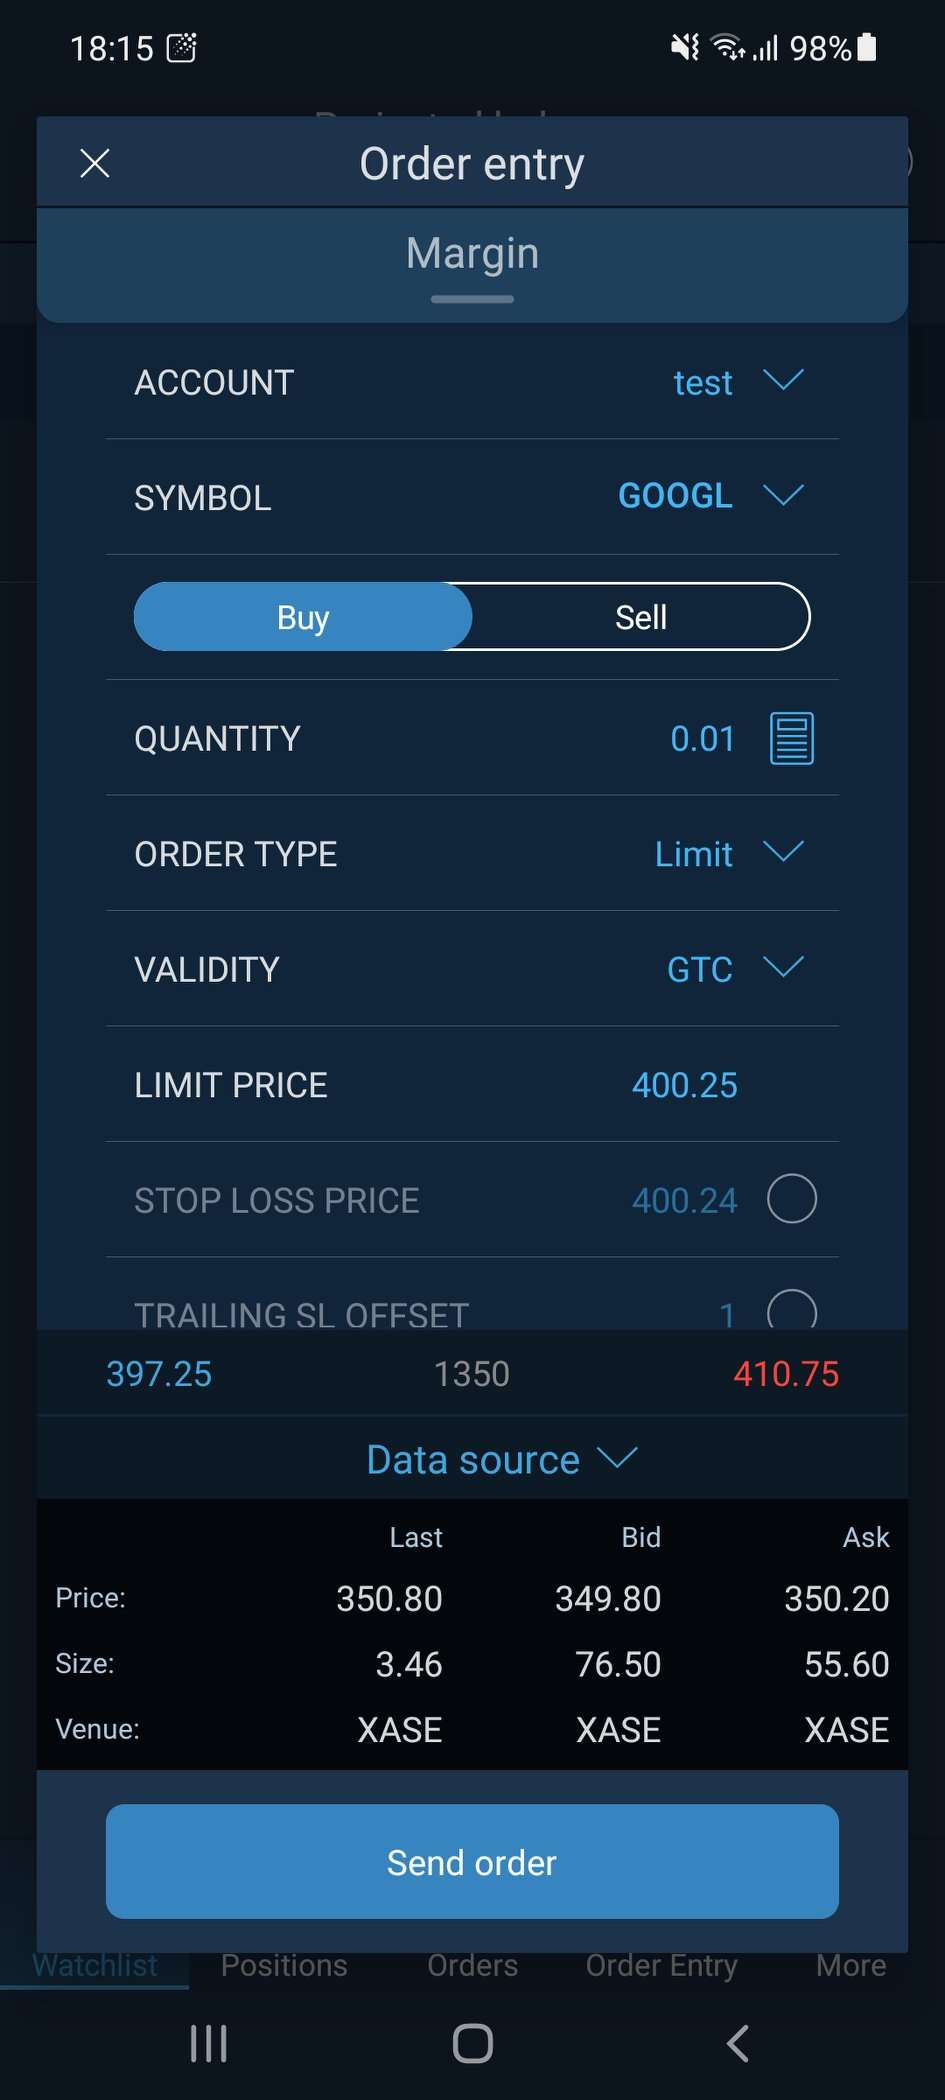 18:15 98%
Order entry
Margin
ACCOUNT test
SYMBOL GOOGL
Buy Sell
QUANTITY 0.01
ORDER TYPE Limit
VALIDITY GTC
LIMIT PRICE 400.25
STOP LOSS PRICE 400.24
TRAILING SL OFFSET 1
397.25 1350 410.75
Data source
Last Bid Ask
Price: 350.80 349.80 350.20
Size: 3.46 76.50 55.60
Venue: XASE XASE XASE
Send order
Watchlist Positions Orders Order Entry More